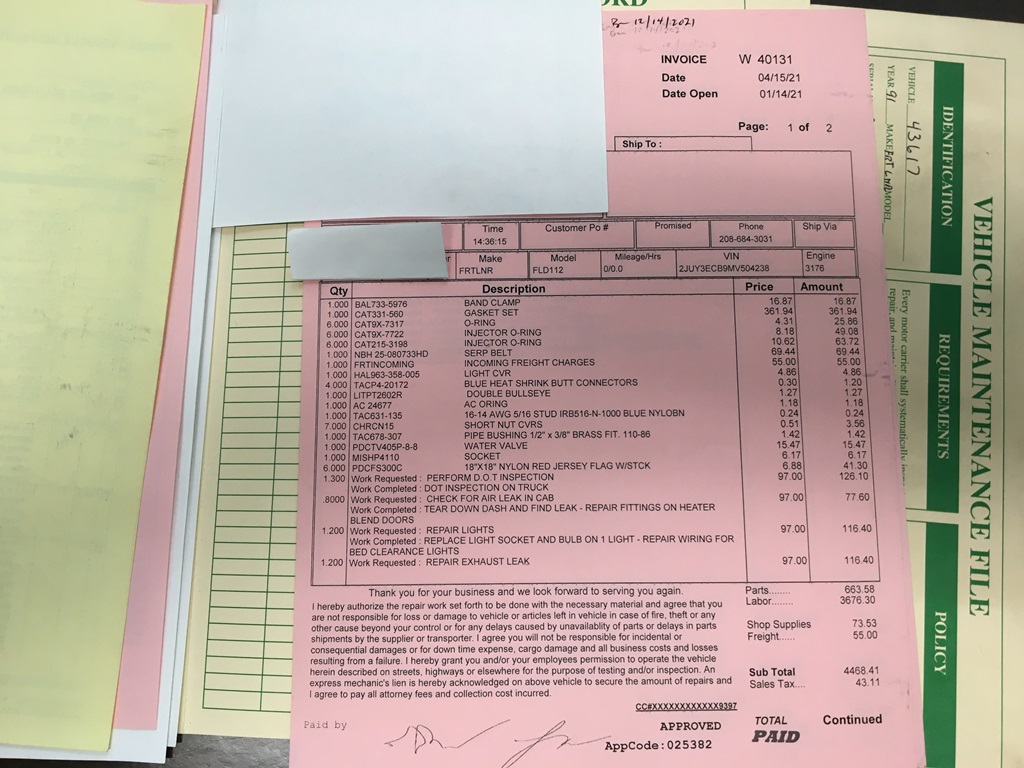 12/14/2021
INVOICE W 40131
Date 04/15/21
Date Open 01/14/21
Page: 1 of 2
Ship To :
Time Customer Po # Promised Phone Ship Via
14:36:15 208-684-3031
Make Model Mileage/Hrs VIN Engine
FRTLNR FLD112 0/0.0 2JUY3ECB9MV504238 3176
Qty Description Price Amount
1.000 BAL733-5976 BAND CLAMP 16.87 16.87
1.000 CAT331-560 GASKET SET 361.94 361.94
6.000 CAT9X-7317 O-RING 4.31 25.86
6.000 CAT9X-7722 INJECTOR O-RING 8.18 49.08
6.000 CAT215-3198 INJECTOR O-RING 10.62 63.72
1.000 NBH 25-080733HD SERP BELT 69.44 69.44
1.000 FRTINCOMING INCOMING FREIGHT CHARGES 55.00 55.00
1.000 HAL963-358-005 LIGHT CVR 4.86 4.86
4.000 TACP4-20172 BLUE HEAT SHRINK BUTT CONNECTORS 0.30 1.20
1.000 LITPT2602R DOUBLE BULLSEYE 1.27 1.27
1.000 AC 24677 AC ORING 1.18 1.18
1.000 TAC631-135 16-14 AWG 5/16 STUD IRB516-N-1000 BLUE NYLOBN 0.24 0.24
7.000 CHRCN15 SHORT NUT CVRS 0.51 3.56
1.000 TAC678-307 PIPE BUSHING 1/2" x 3/8" BRASS FIT. 110-86 1.42 1.42
1.000 PDCTV405P-8-8 WATER VALVE 15.47 15.47
1.000 MISHP4110 SOCKET 6.17 6.17
6.000 PDCFS300C 18"X18" NYLON RED JERSEY FLAG W/STCK 6.88 41.30
1.300 Work Requested : PERFORM D.O.T INSPECTION 97.00 126.10
Work Completed : DOT INSPECTION ON TRUCK
.8000 Work Requested : CHECK FOR AIR LEAK IN CAB 97.00 77.60
Work Completed : TEAR DOWN DASH AND FIND LEAK - REPAIR FITTINGS ON HEATER
BLEND DOORS
1.200 Work Requested : REPAIR LIGHTS 97.00 116.40
Work Completed : REPLACE LIGHT SOCKET AND BULB ON 1 LIGHT - REPAIR WIRING FOR
BED CLEARANCE LIGHTS
1.200 Work Requested : REPAIR EXHAUST LEAK 97.00 116.40
Thank you for your business and we look forward to serving you again.
I hereby authorize the repair work set forth to be done with the necessary material and agree that you
are not responsible for loss or damage to vehicle or articles left in vehicle in case of fire, theft or any
other cause beyond your control or for any delays caused by unavailablity of parts or delays in parts
shipments by the supplier or transporter. I agree you will not be responsible for incidental or
consequential damages or for down time expense, cargo damage and all business costs and losses
resulting from a failure. I hereby grant you and/or your employees permission to operate the vehicle
herein described on streets, highways or elsewhere for the purpose of testing and/or inspection. An
express mechanic's lien is hereby acknowledged on above vehicle to secure the amount of repairs and
I agree to pay all attorney fees and collection cost incurred.
Parts........ 663.58
Labor........ 3676.30
Shop Supplies 73.53
Freight...... 55.00
Sub Total 4468.41
Sales Tax.... 43.11
CC#XXXXXXXXXXXX9397
Paid by
APPROVED
AppCode:025382
TOTAL
PAID
Continued
VEHICLE MAINTENANCE FILE
IDENTIFICATION
VEHICLE 43617
YEAR 91 MAKE FRTLNR MODEL
REQUIREMENTS
Every motor carrier shall systematically
repair, and
POLICY